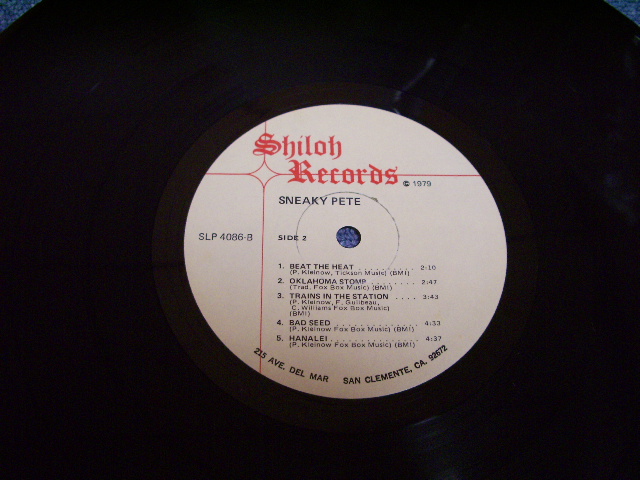 Shiloh
Records © 1979
SNEAKY PETE
SLP 4086-B SIDE 2
1. BEAT THE HEAT . . . . . . . . . . . 2:10
(P. Kleinow, Tickson Music) (BMI)
2. OKLAHOMA STOMP . . . . . . . . . 2:47
(Trad. Fox Box Music) (BMI)
3. TRAINS IN THE STATION . . . . 3:43
(P. Kleinow, F. Guilbeau,
C. Williams Fox Box Music)
(BMI)
4. BAD SEED . . . . . . . . . . . . . . . 4:33
(P. Kleinow Fox Box Music) (BMI)
5. HANALEI . . . . . . . . . . . . . . . . 4:37
(P. Kleinow Fox Box Music) (BMI)
215 AVE. DEL MAR SAN CLEMENTE, CA. 92672